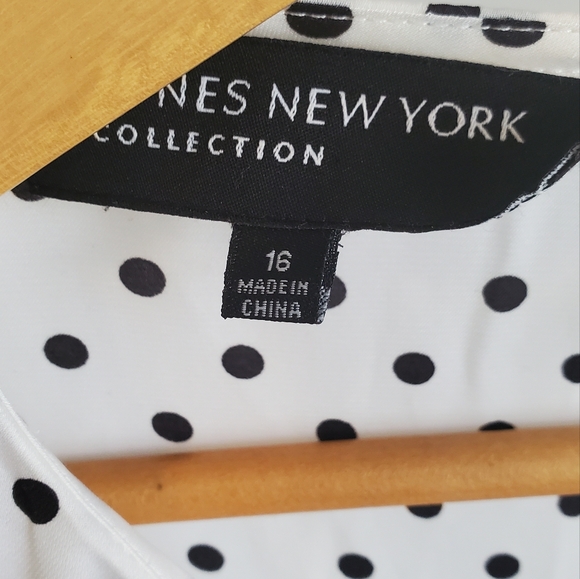 NES NEW YORK
COLLECTION
16
MADE IN
CHINA